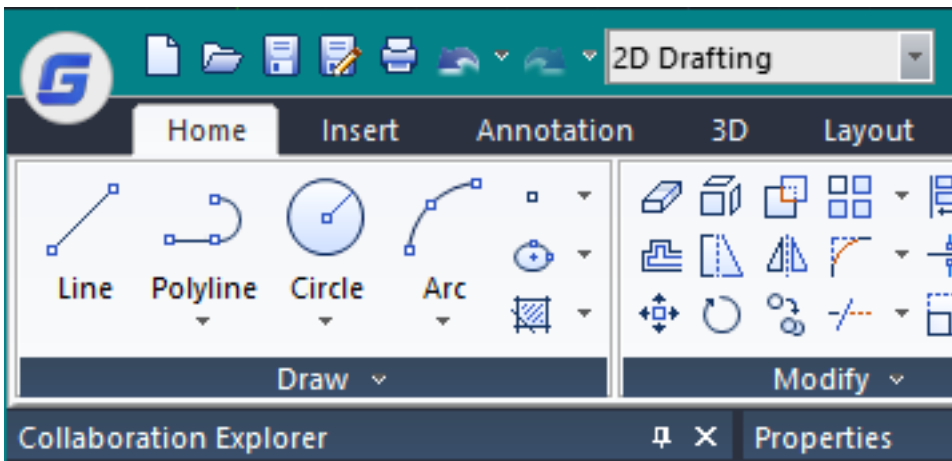 2D Drafting
Home Insert Annotation 3D Layout
Line Polyline Circle Arc
Draw Modify
Collaboration Explorer Properties